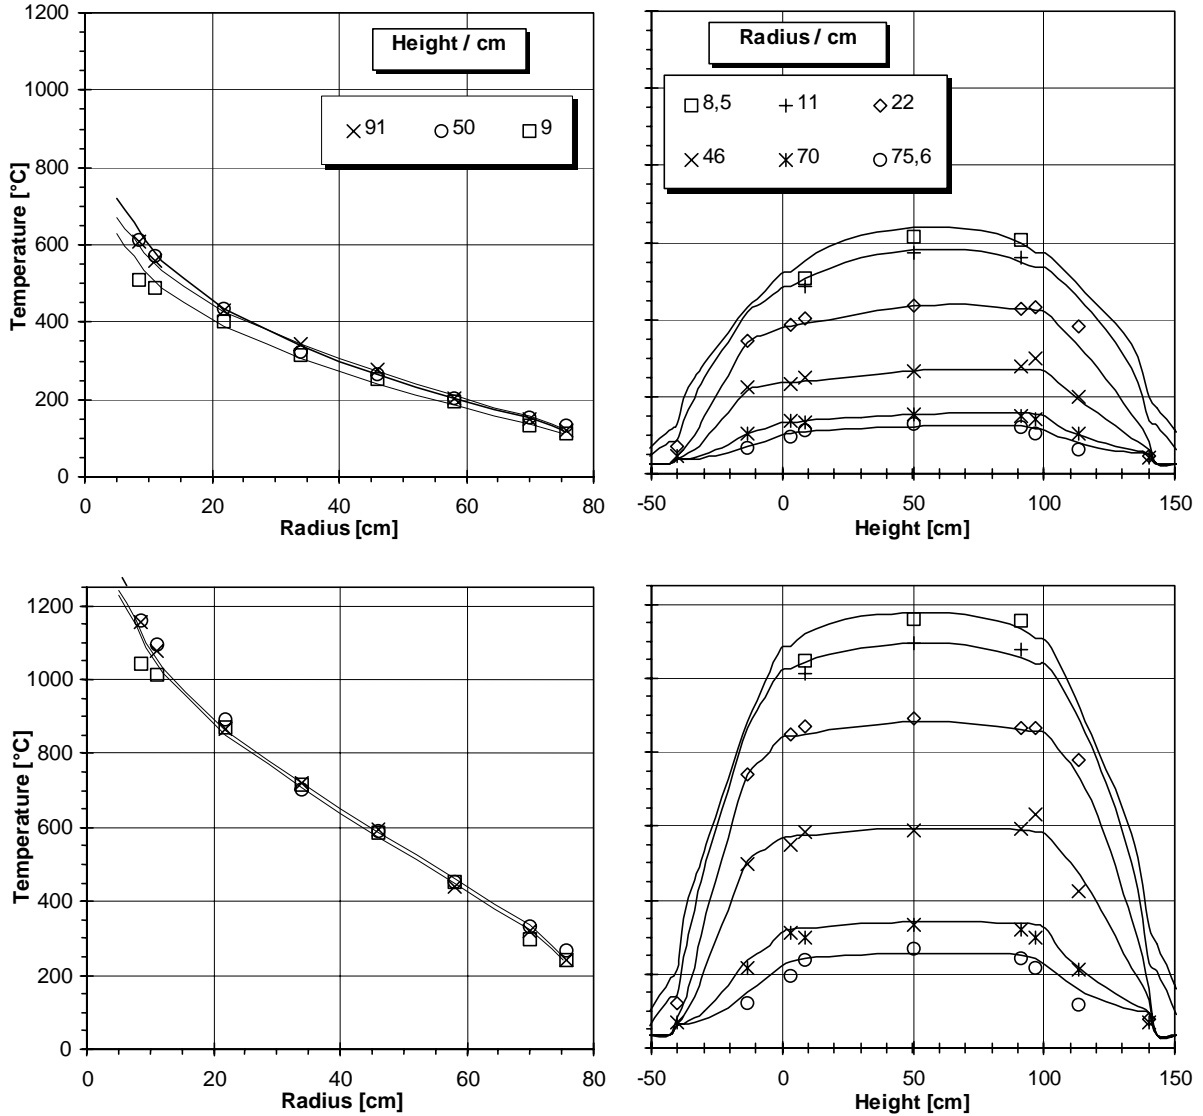 1200
1000
800
600
400
200
0
Temperature [°C]
Height / cm
91 50 9
0 20 40 60 80
Radius [cm]
Radius / cm
8,5 11 22
46 70 75,6
-50 0 50 100 150
Height [cm]
1200
1000
800
600
400
200
0
Temperature [°C]
0 20 40 60 80
Radius [cm]
-50 0 50 100 150
Height [cm]